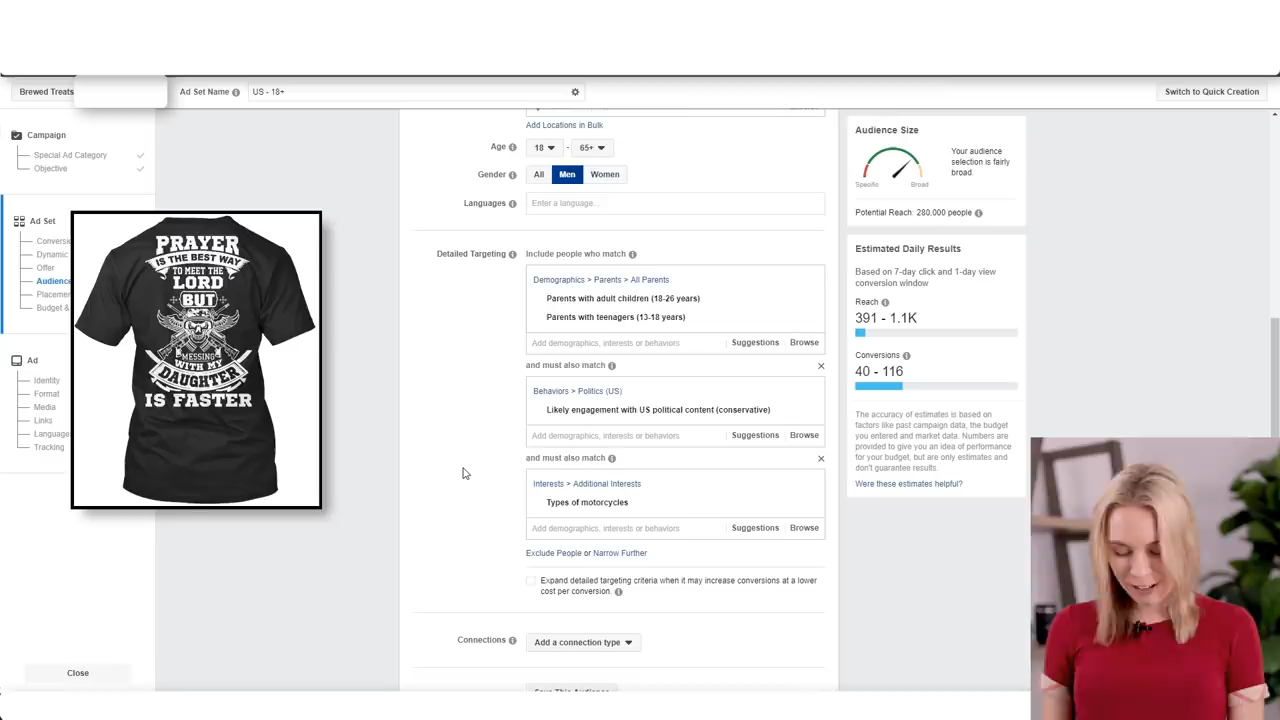 Brewed Treats
Ad Set Name
US - 18+
Switch to Quick Creation
Campaign
Special Ad Category
Objective
Ad Set
Dynamic
Offer
Audience
Budget &
Ad
Identity
Format
Media
Links
Language
Tracking
Close
PRAYER
IS THE BEST WAY
TO MEET THE
LORD
BUT
MESSING
WITH MY
DAUGHTER
IS FASTER
Add Locations in Bulk
Age
18
-
65+
Gender
All
Men
Women
Languages
Enter a language...
Detailed Targeting
Include people who match
Demographics > Parents > All Parents
Parents with adult children (18-26 years)
Parents with teenagers (13-18 years)
Add demographics, interests or behaviors
Suggestions
Browse
and must also match
Behaviors > Politics (US)
Likely engagement with US political content (conservative)
Add demographics, interests or behaviors
Suggestions
Browse
and must also match
Interests > Additional Interests
Types of motorcycles
Add demographics, interests or behaviors
Suggestions
Browse
Exclude People or Narrow Further
Expand detailed targeting criteria when it may increase conversions at a lower
cost per conversion.
Connections
Add a connection type
Save This Audience
Audience Size
Specific
Broad
Your audience
selection is fairly
broad.
Potential Reach: 280,000 people
Estimated Daily Results
Based on 7-day click and 1-day view
conversion window
Reach
391 - 1.1K
Conversions
40 - 116
The accuracy of estimates is based on
factors like past campaign data, the budget
you entered and market data. Numbers are
provided to give you an idea of performance
for your budget, but are only estimates and
don't guarantee results.
Were these estimates helpful?